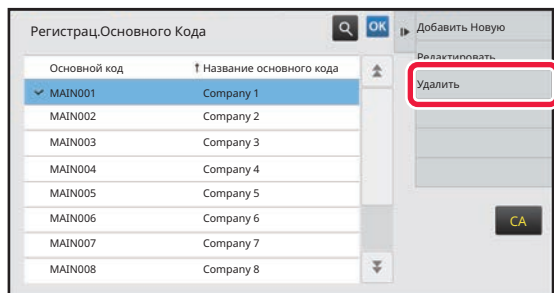 Регистрац.Основного Кода
OK
Добавить Новую
Редактировать
Удалить
Основной код
Название основного кода
MAIN001 Company 1
MAIN002 Company 2
MAIN003 Company 3
MAIN004 Company 4
MAIN005 Company 5
MAIN006 Company 6
MAIN007 Company 7
MAIN008 Company 8
CA